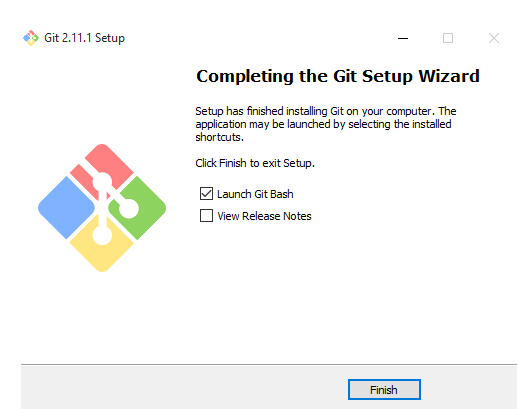 Git 2.11.1 Setup
Completing the Git Setup Wizard
Setup has finished installing Git on your computer. The
application may be launched by selecting the installed
shortcuts.
Click Finish to exit Setup.
Launch Git Bash
View Release Notes
Finish